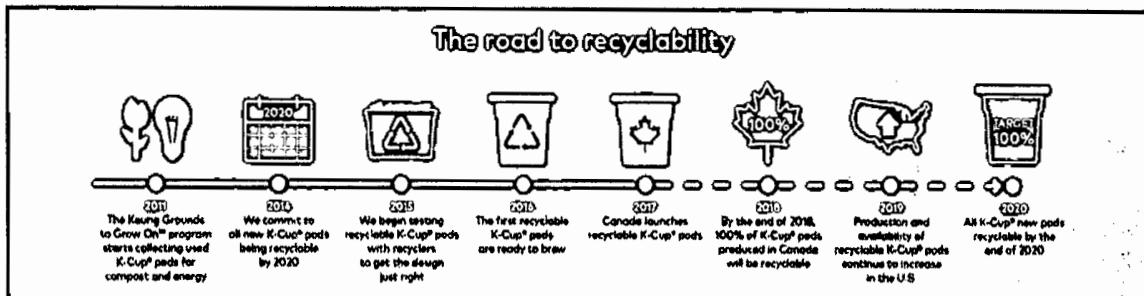 The road to recyclability
2020
100%
TARGET
100%
2011
The Keurig Grounds
to Grow On™ program
starts collecting used
K-Cup® pods for
compost and energy
2014
We commit to
all new K-Cup® pods
being recyclable
by 2020
2015
We begin testing
recyclable K-Cup® pods
with recyclers
to get the design
just right
2016
The first recyclable
K-Cup® pods
are ready to brew
2017
Canada launches
recyclable K-Cup® pods
2018
By the end of 2018,
100% of K-Cup® pods
produced in Canada
will be recyclable
2019
Production and
availability of
recyclable K-Cup® pods
continue to increase
in the U.S
2020
All K-Cup® new pods
recyclable by the
end of 2020